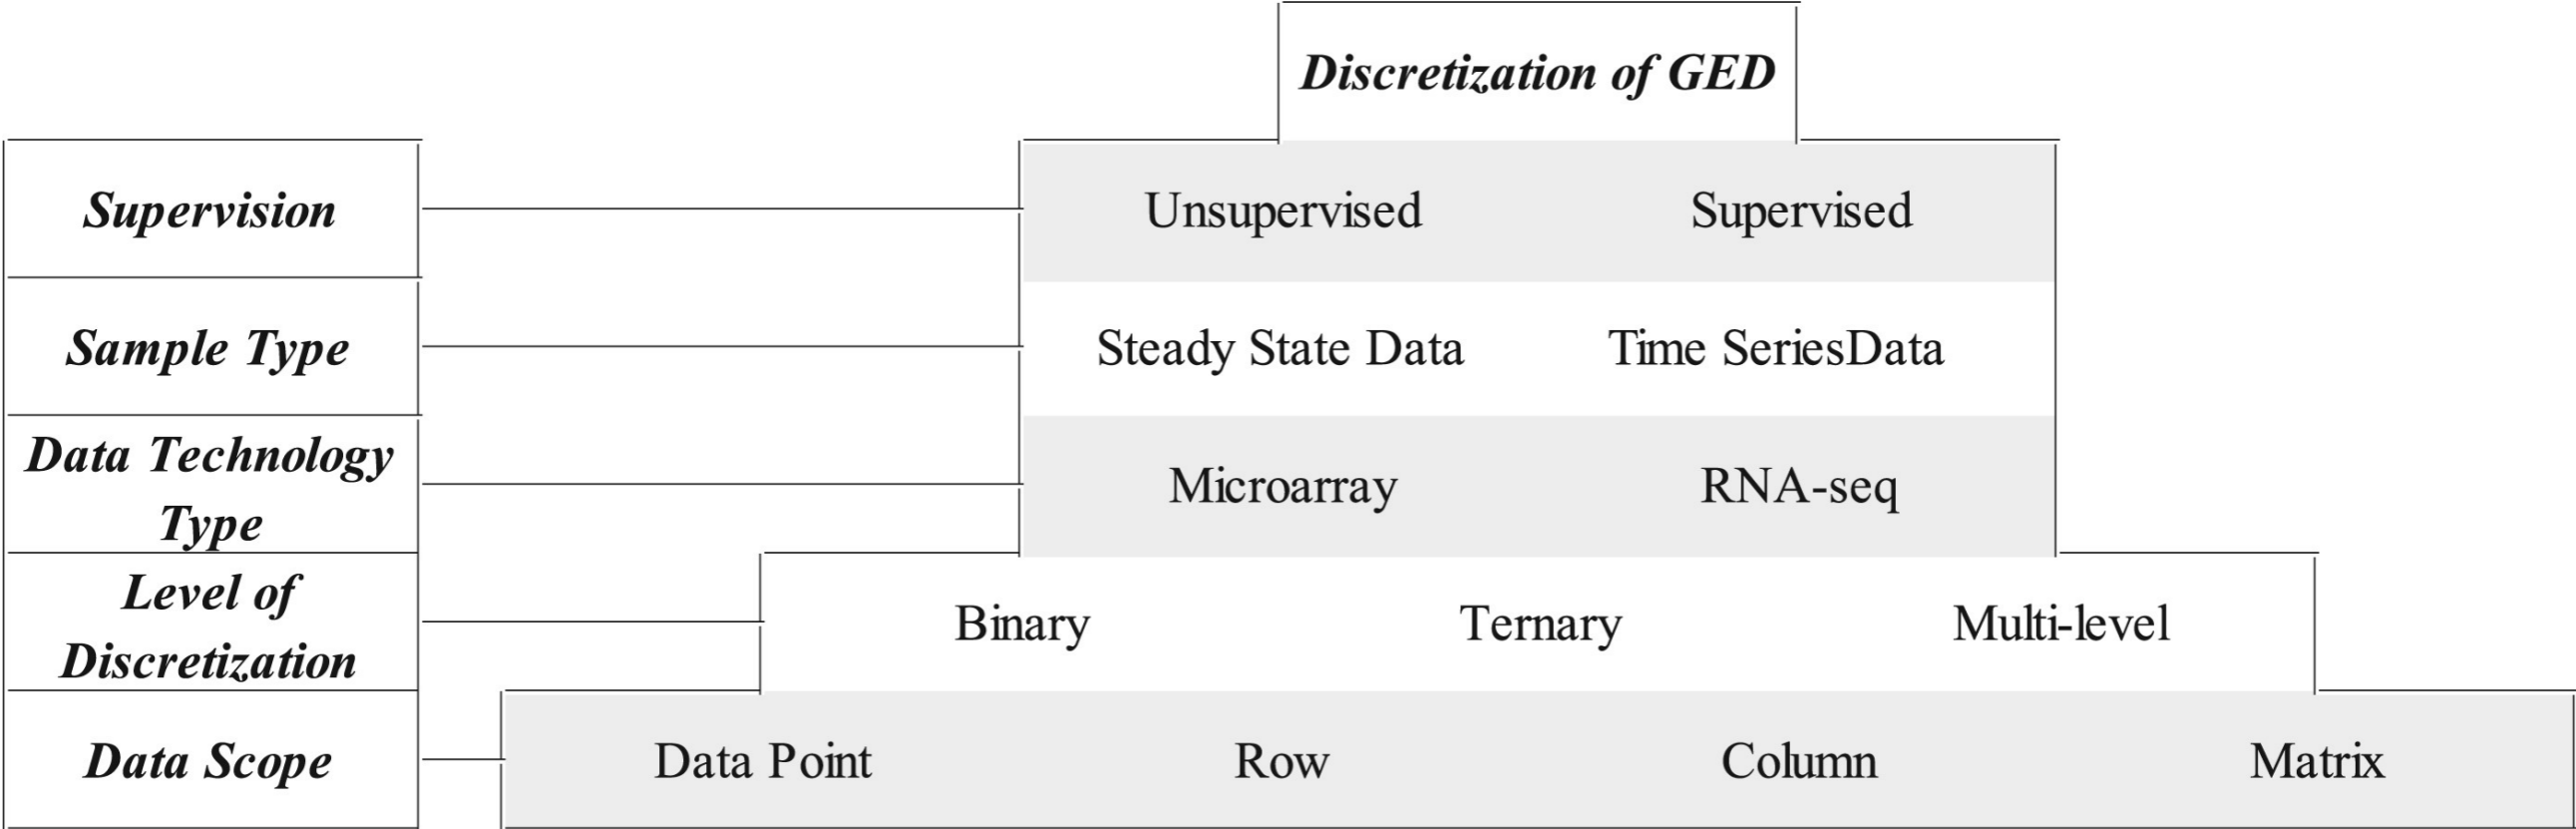 Discretization of GED
Supervision
Unsupervised Supervised
Sample Type
Steady State Data Time SeriesData
Data Technology
Type
Microarray RNA-seq
Level of
Discretization
Binary Ternary Multi-level
Data Scope
Data Point Row Column Matrix